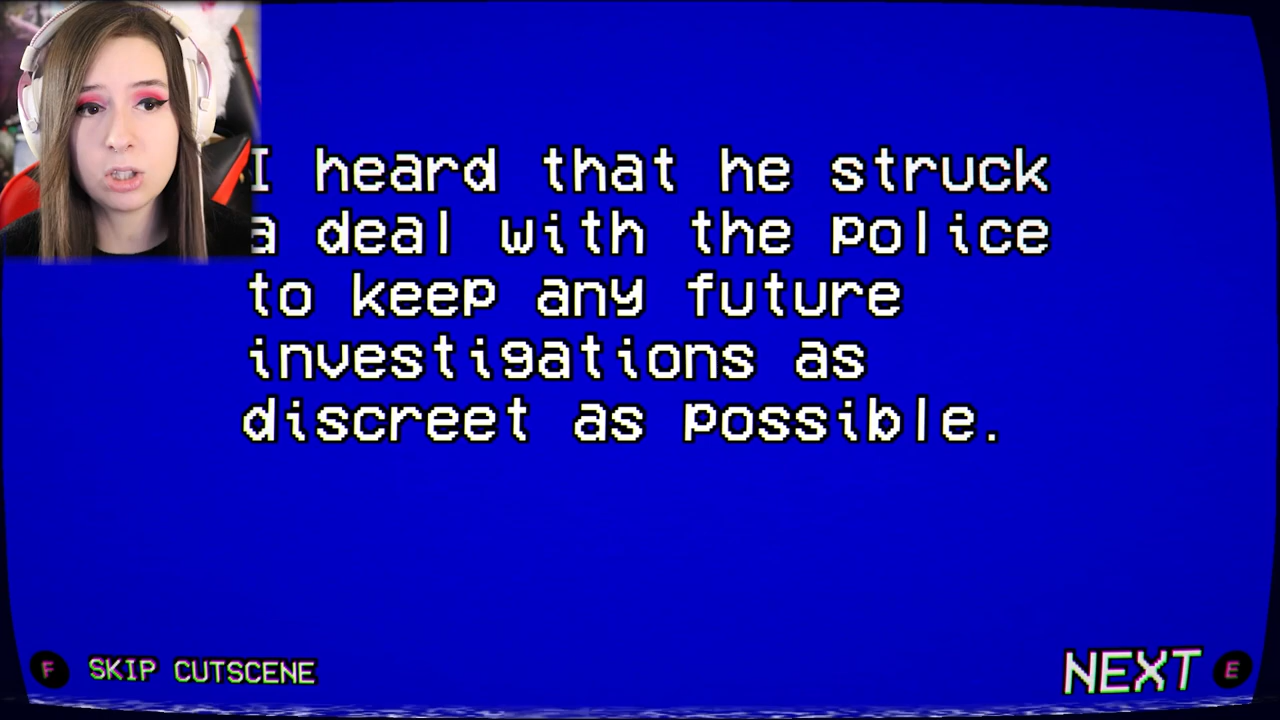 I heard that he struck
a deal with the police
to keep any future
investigations as
discreet as possible.
F SKIP CUTSCENE
NEXT E